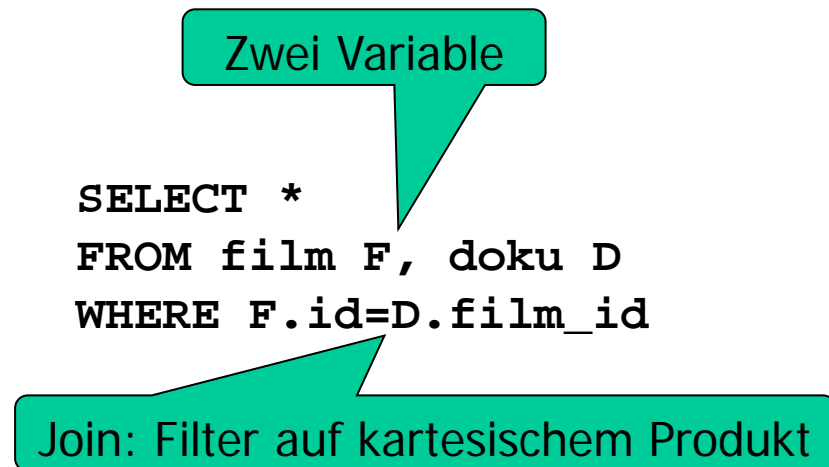 Zwei Variable
SELECT *
FROM film F, doku D
WHERE F.id=D.film_id
Join: Filter auf kartesischem Produkt